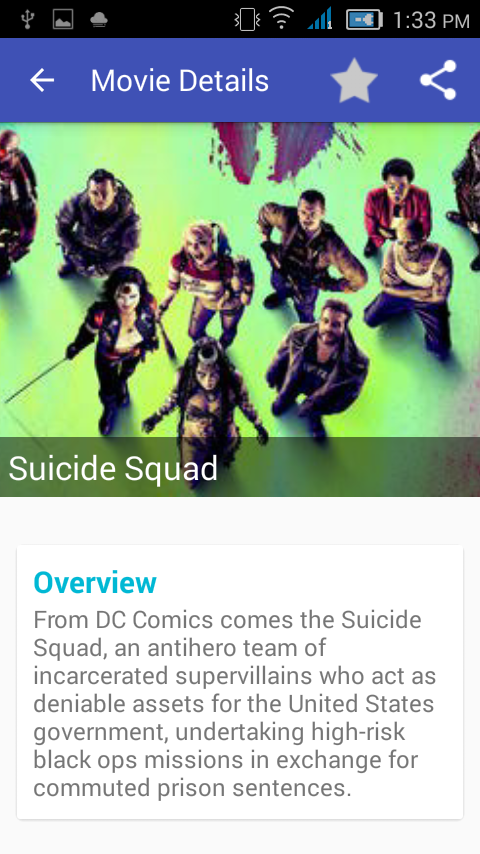 1:33 PM
Movie Details
Suicide Squad
Overview
From DC Comics comes the Suicide
Squad, an antihero team of
incarcerated supervillains who act as
deniable assets for the United States
government, undertaking high-risk
black ops missions in exchange for
commuted prison sentences.